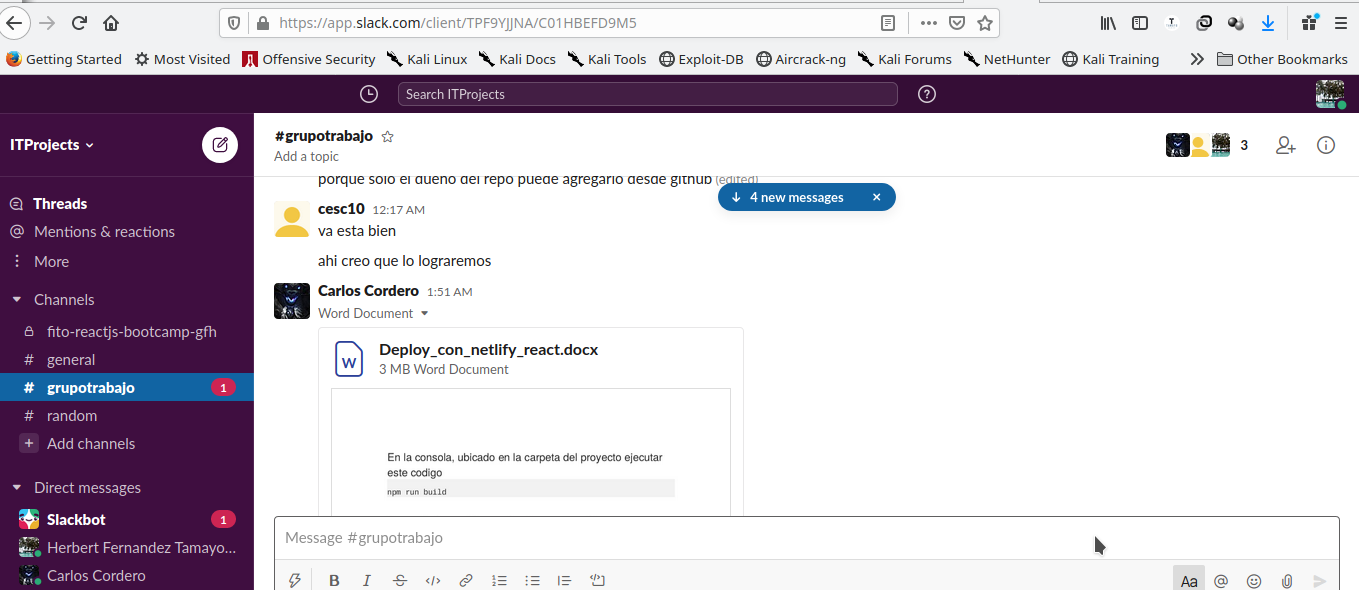 https://app.slack.com/client/TPF9YJJNA/C01HBEFD9M5
Getting Started
Most Visited
Offensive Security
Kali Linux
Kali Docs
Kali Tools
Exploit-DB
Aircrack-ng
Kali Forums
NetHunter
Kali Training
Other Bookmarks
Search ITProjects
ITProjects
Threads
Mentions & reactions
More
Channels
fito-reactjs-bootcamp-gfh
# general
# grupotrabajo 1
# random
+ Add channels
Direct messages
Slackbot 1
Herbert Fernandez Tamayo...
Carlos Cordero
#grupotrabajo
Add a topic
3
porque solo el dueño del repo puede agregarlo desde github (edited)
4 new messages
cesc10 12:17 AM
va esta bien
ahi creo que lo lograremos
Carlos Cordero 1:51 AM
Word Document
W
Deploy_con_netlify_react.docx
3 MB Word Document
En la consola, ubicado en la carpeta del proyecto ejecutar
este codigo
npm run build
Message #grupotrabajo
B I S </> Aa @